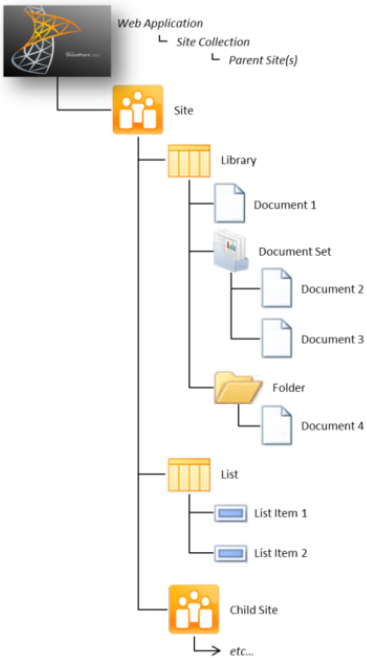 Web Application
Site Collection
Parent Site(s)
SharePoint
Site
Library
Document 1
Document Set
Document 2
Document 3
Folder
Document 4
List
List Item 1
List Item 2
Child Site
etc...